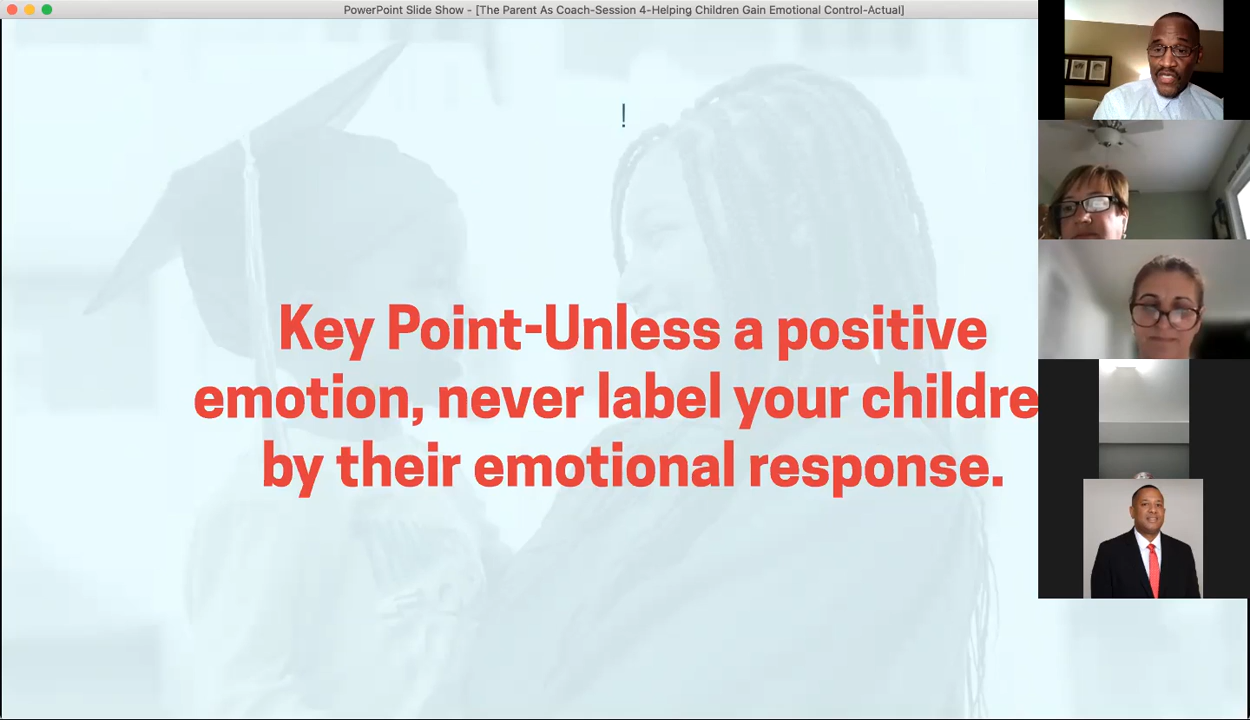 PowerPoint Slide Show - [The Parent As Coach-Session 4-Helping Children Gain Emotional Control-Actual]
!
Key Point-Unless a positive
emotion, never label your childre
by their emotional response.